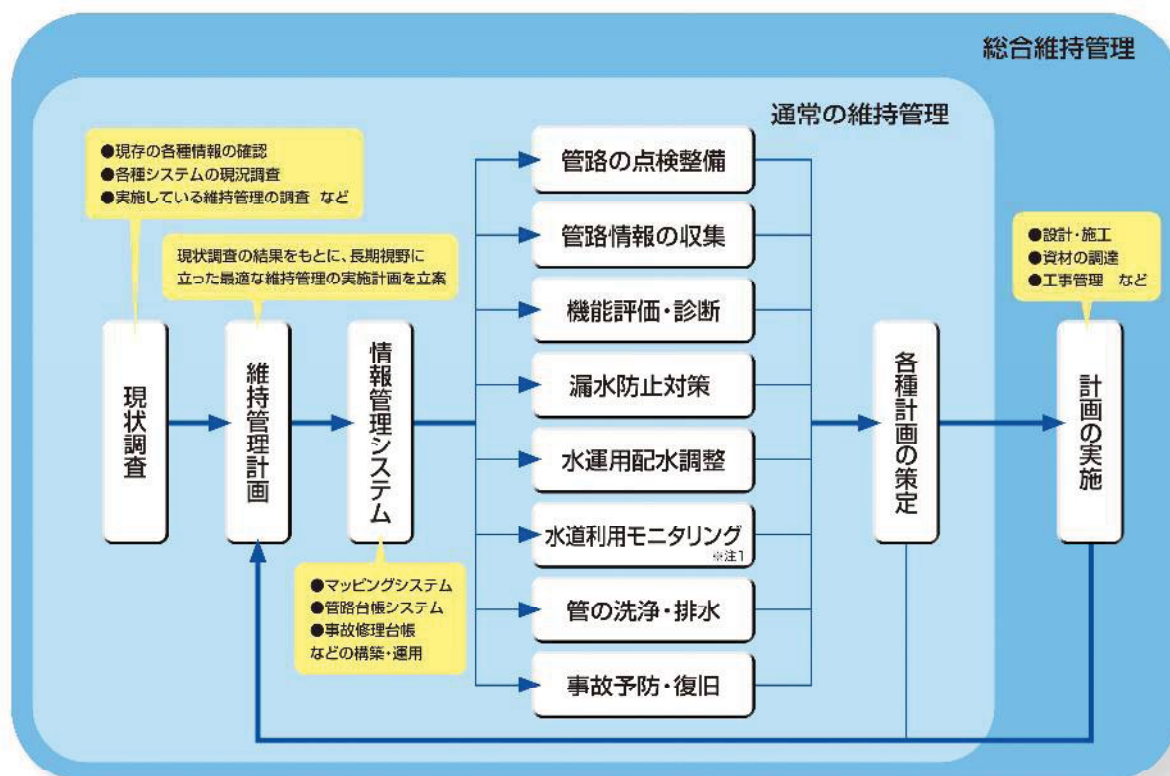 総合維持管理
通常の維持管理
●現存の各種情報の確認
●各種システムの現況調査
●実施している維持管理の調査 など
現状調査の結果をもとに、長期視野に
立った最適な維持管理の実施計画を立案
現状調査
維持管理計画
情報管理システム
●マッピングシステム
●管路台帳システム
●事故修理台帳
などの構築・運用
管路の点検整備
管路情報の収集
機能評価・診断
漏水防止対策
水運用配水調整
水道利用モニタリング
※注1
管の洗浄・排水
事故予防・復旧
各種計画の策定
●設計・施工
●資材の調達
●工事管理 など
計画の実施